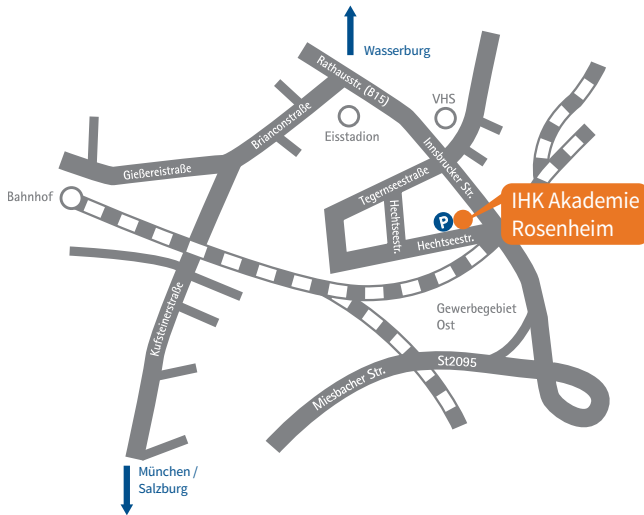 Wasserburg
Rathausstr. (B15)
VHS
Brianconstraße
Eisstadion
Innsbrucker Str.
Gießereistraße
Tegernseestraße
Bahnhof
Hechtseestr.
P
IHK Akademie
Rosenheim
Hechtseestr.
Kufsteinerstraße
Gewerbegebiet
Ost
St2095
Miesbacher Str.
München /
Salzburg